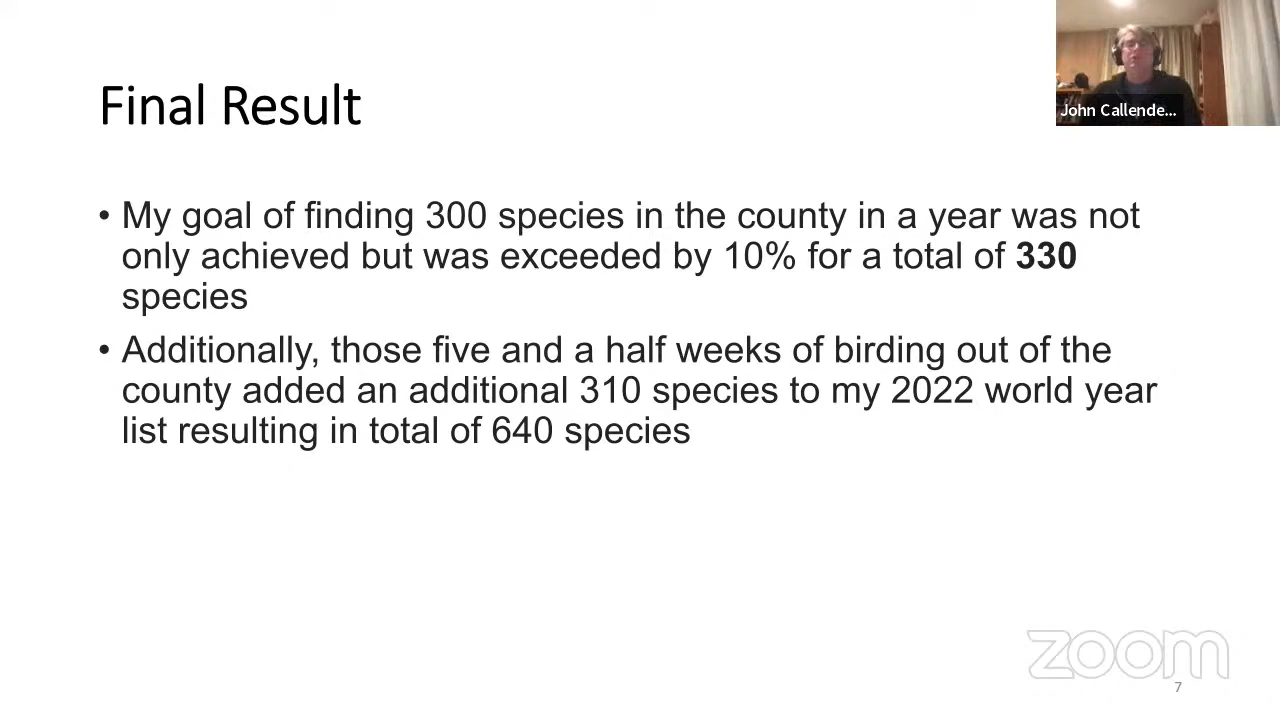 John Callende...
Final Result
• My goal of finding 300 species in the county in a year was not
only achieved but was exceeded by 10% for a total of 330
species
• Additionally, those five and a half weeks of birding out of the
county added an additional 310 species to my 2022 world year
list resulting in total of 640 species
zoom
7